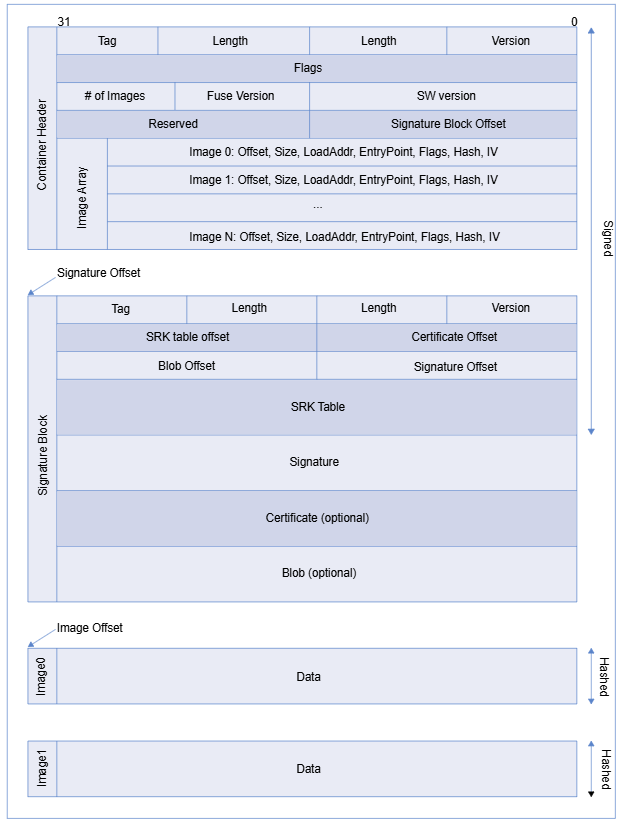 31 0
Tag Length Length Version
Flags
# of Images Fuse Version SW version
Reserved Signature Block Offset
Container Header
Image Array
Image 0: Offset, Size, LoadAddr, EntryPoint, Flags, Hash, IV
Image 1: Offset, Size, LoadAddr, EntryPoint, Flags, Hash, IV
...
Image N: Offset, Size, LoadAddr, EntryPoint, Flags, Hash, IV
Signed
Signature Offset
Tag Length Length Version
SRK table offset Certificate Offset
Blob Offset Signature Offset
SRK Table
Signature Block
Signature
Certificate (optional)
Blob (optional)
Image Offset
Image0 Data Hashed
Image1 Data Hashed